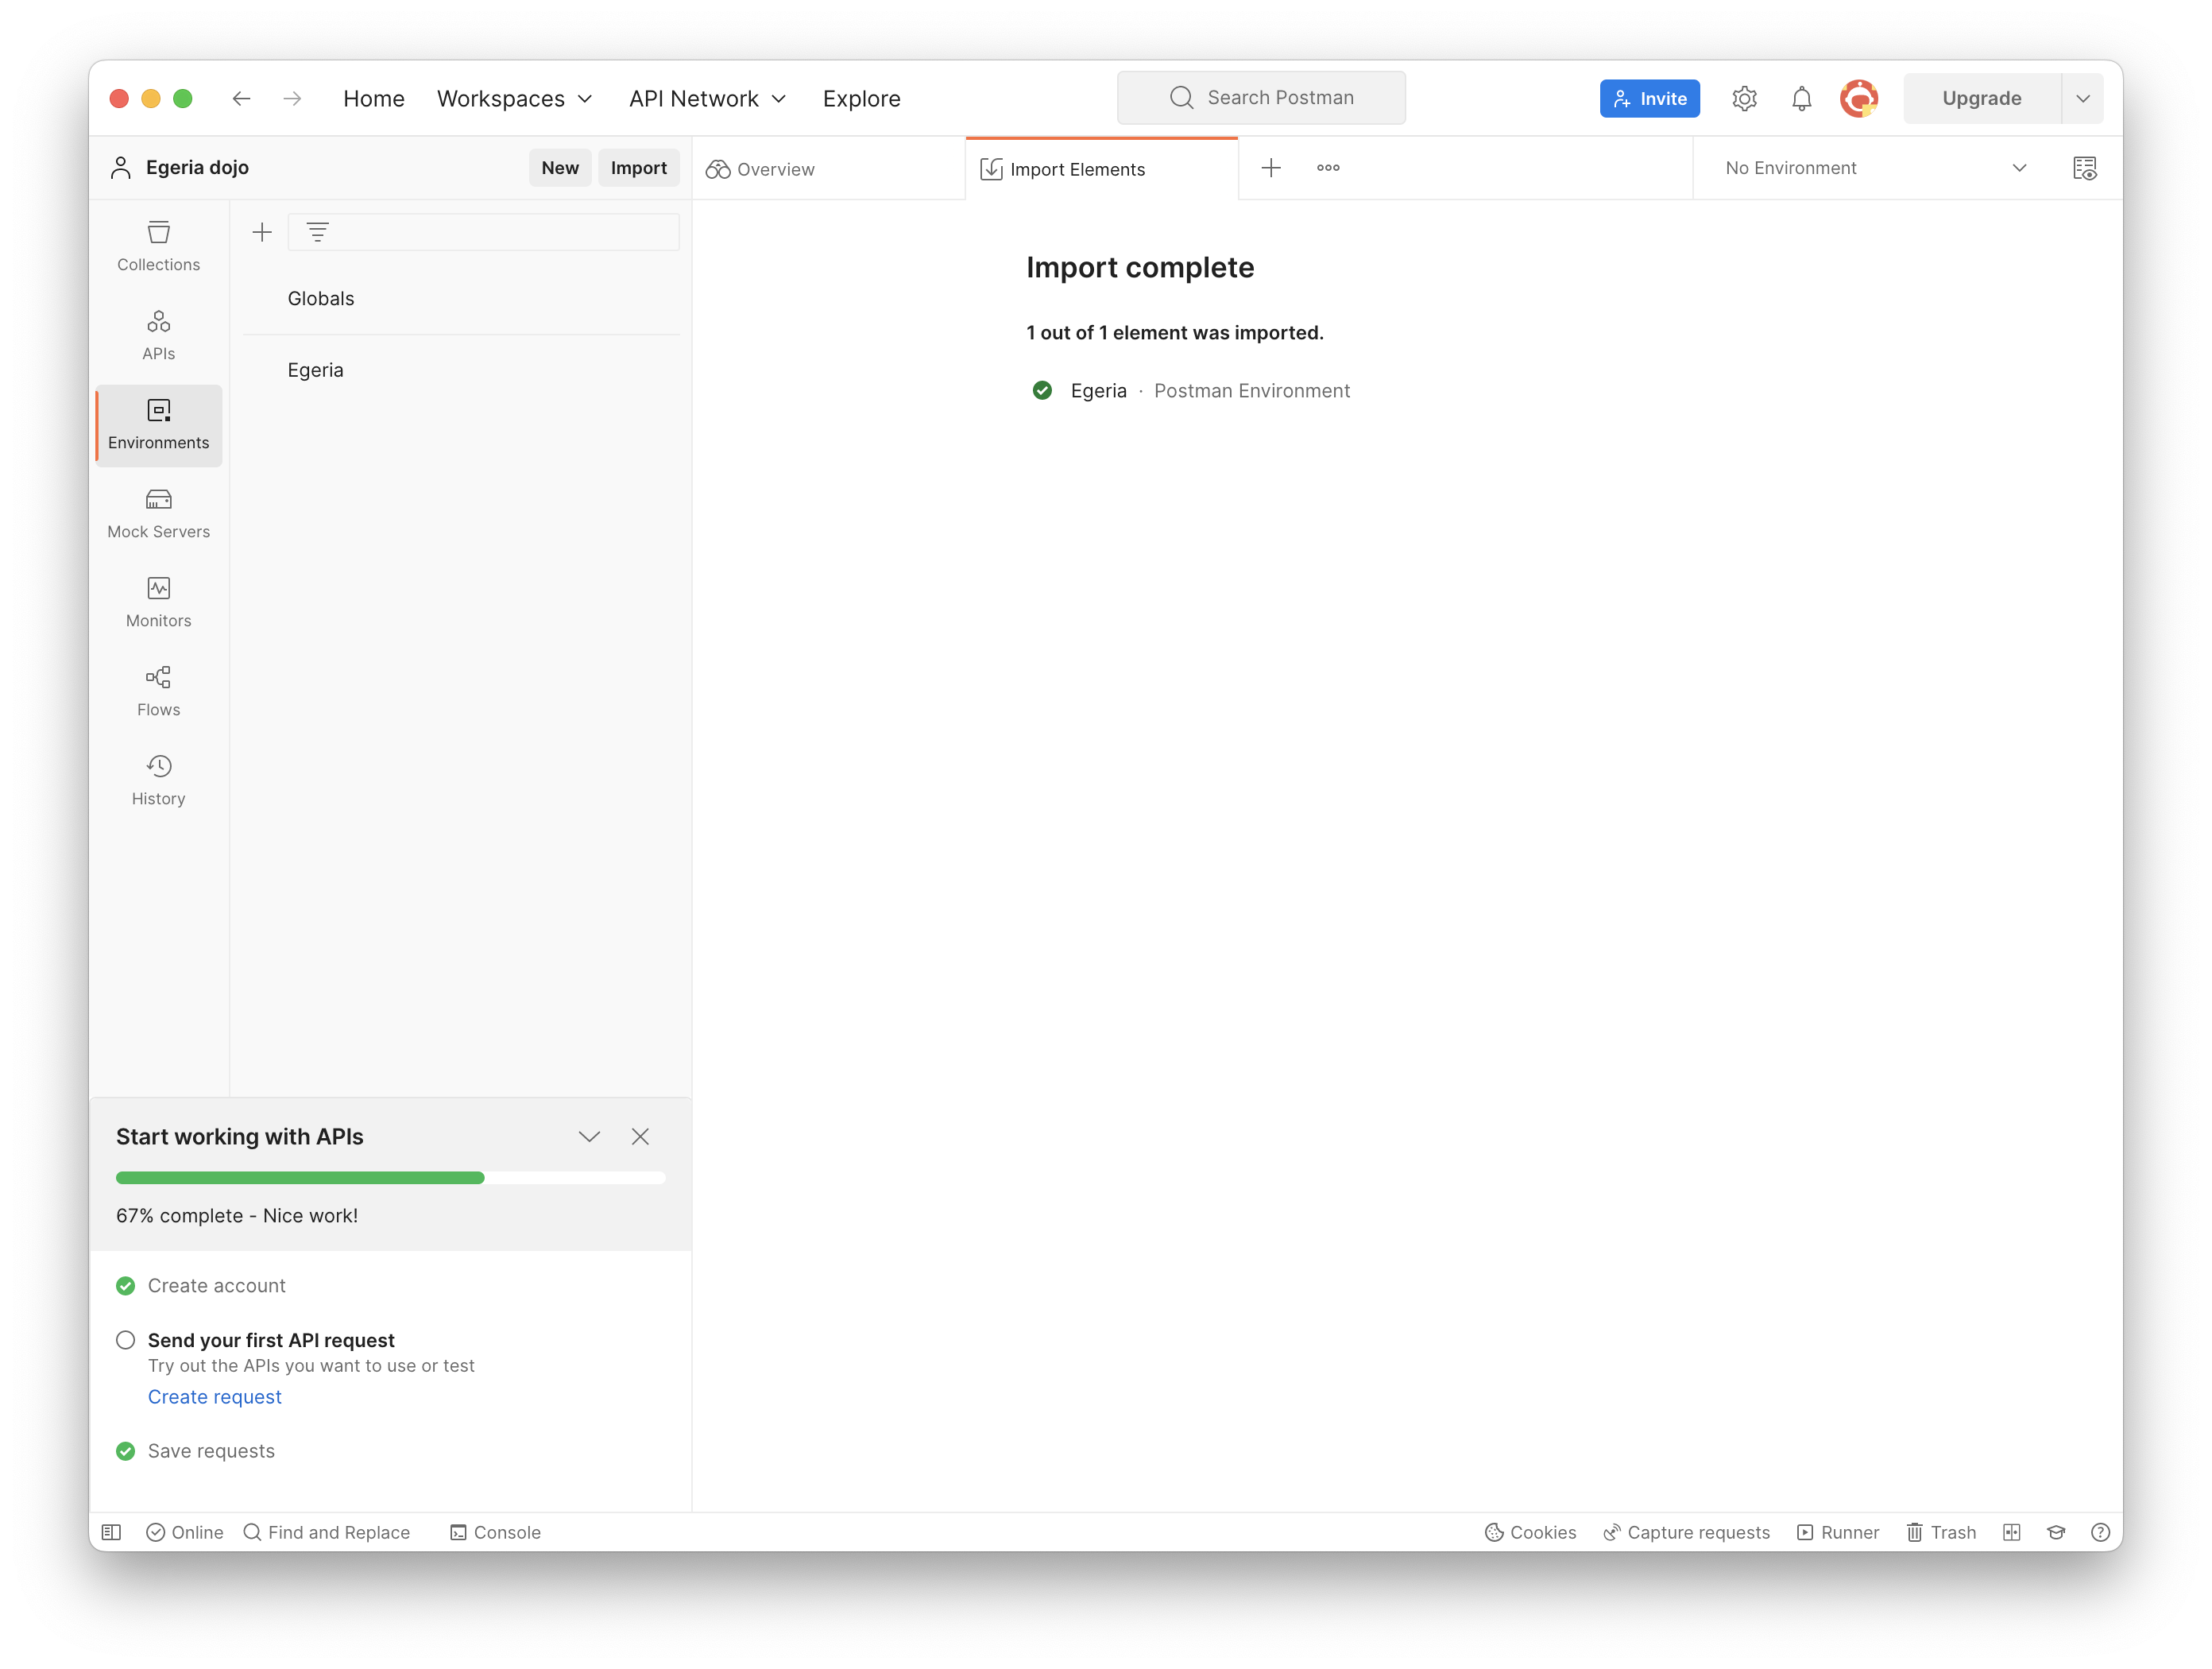 Home Workspaces API Network Explore Search Postman Invite Upgrade
Egeria dojo New Import Overview Import Elements No Environment
Collections
APIs
Environments
Mock Servers
Monitors
Flows
History
Globals
Egeria
Import complete
1 out of 1 element was imported.
Egeria · Postman Environment
Start working with APIs
67% complete - Nice work!
Create account
Send your first API request
Try out the APIs you want to use or test
Create request
Save requests
Online Find and Replace Console Cookies Capture requests Runner Trash